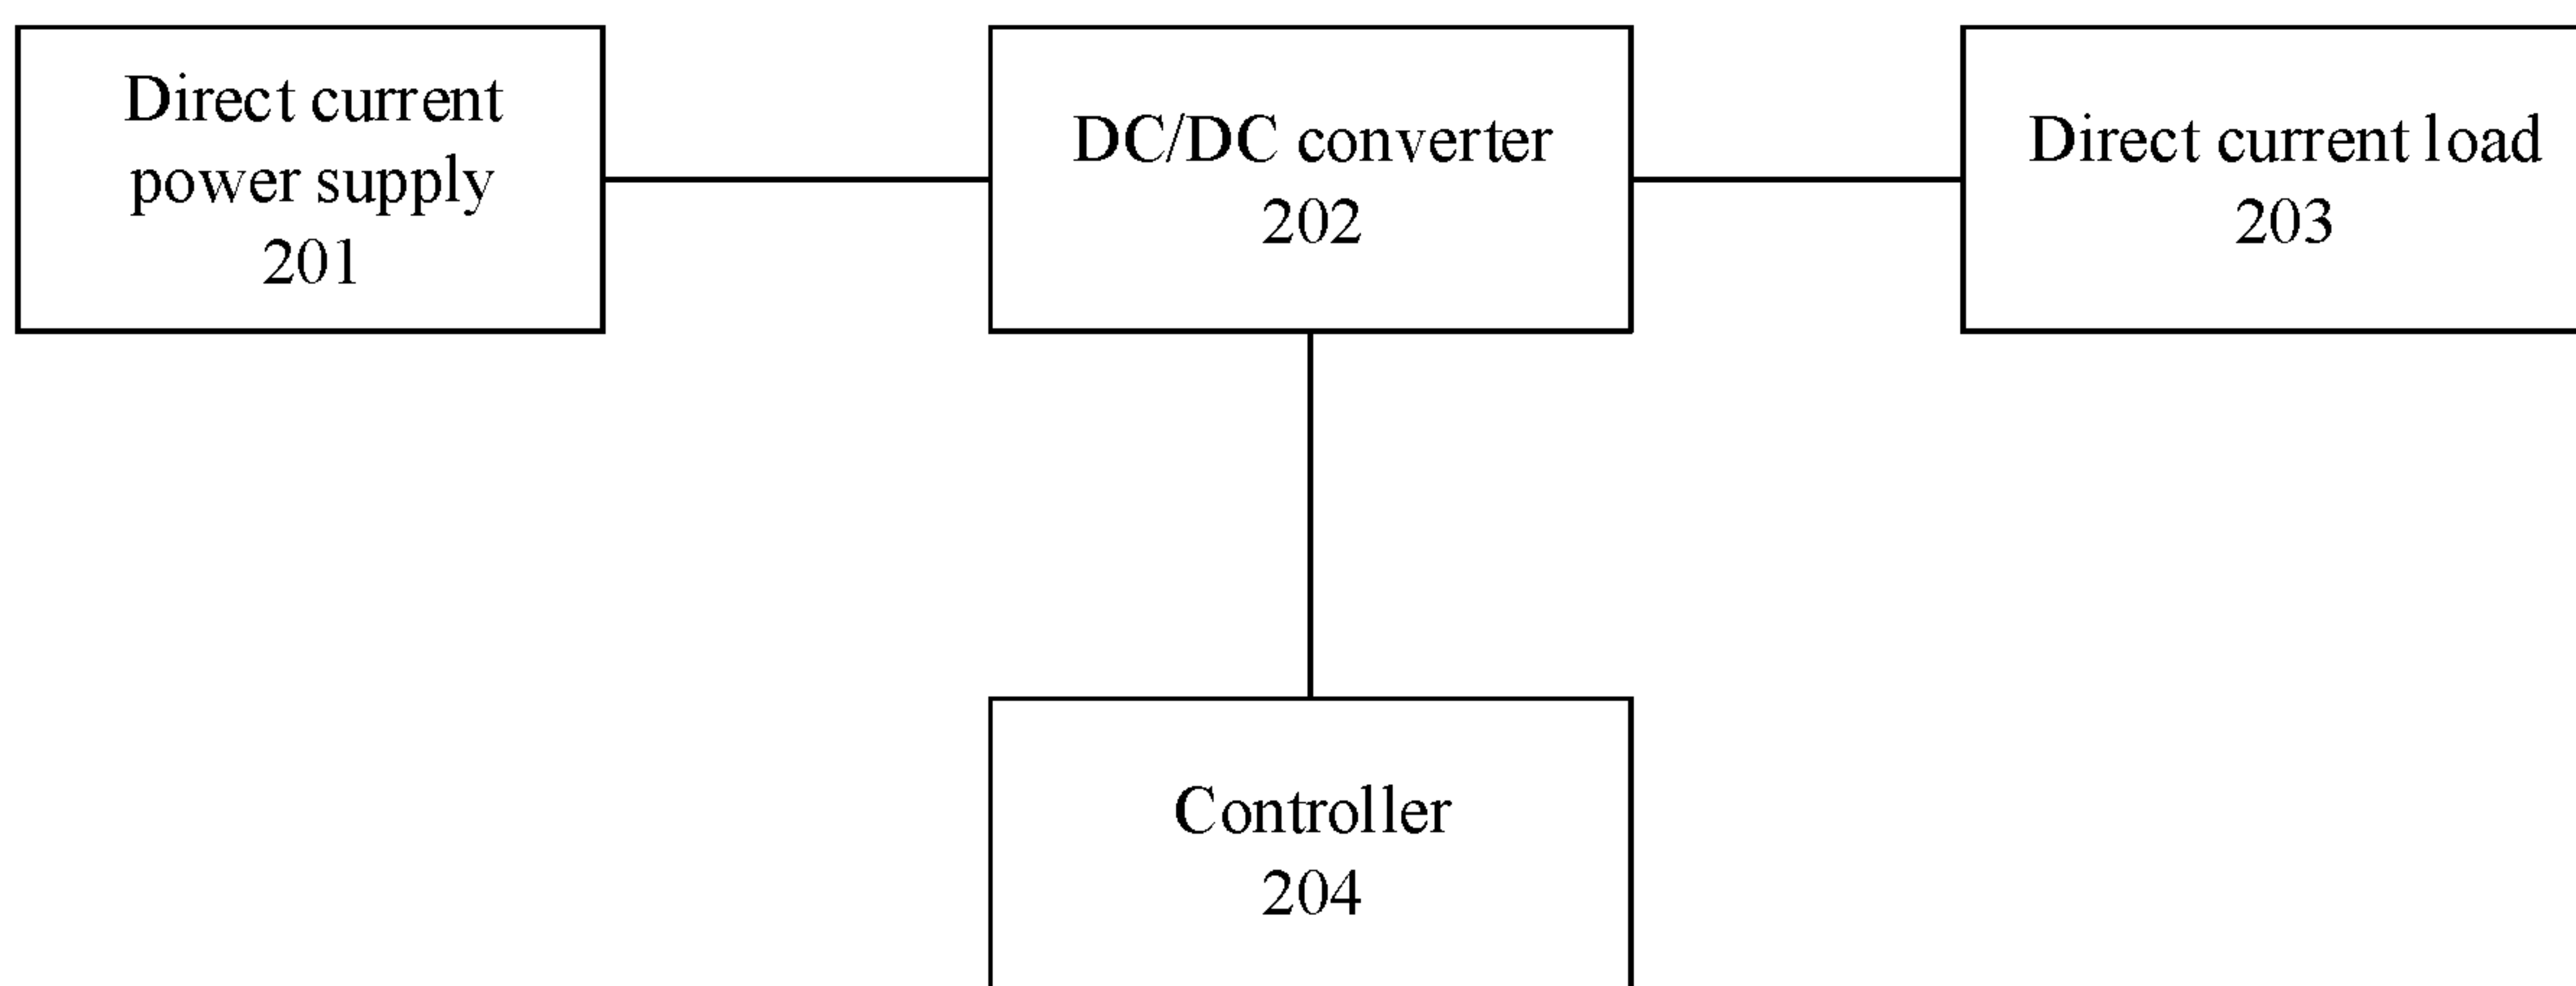 Direct current
power supply
201
DC/DC converter
202
Direct current load
203
Controller
204